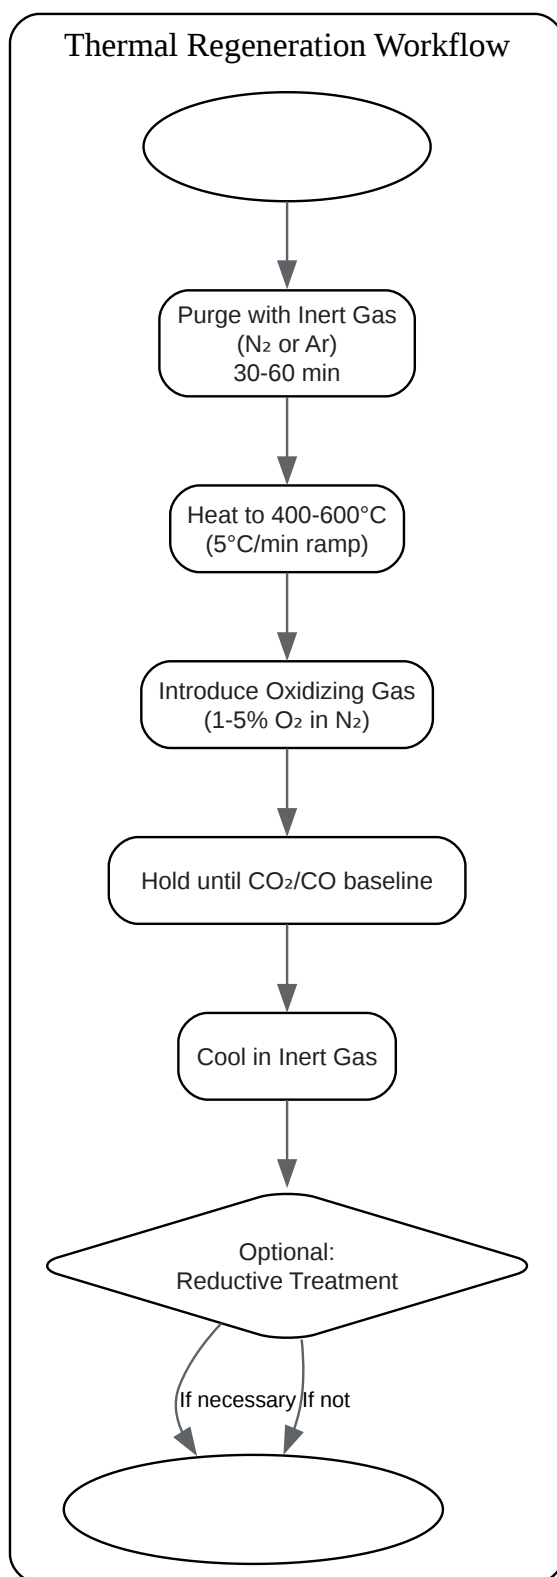 Thermal Regeneration Workflow
Purge with Inert Gas
(N₂ or Ar)
30-60 min
Heat to 400-600°C
(5°C/min ramp)
Introduce Oxidizing Gas
(1-5% O₂ in N₂)
Hold until CO₂/CO baseline
Cool in Inert Gas
Optional:
Reductive Treatment
If necessary If not